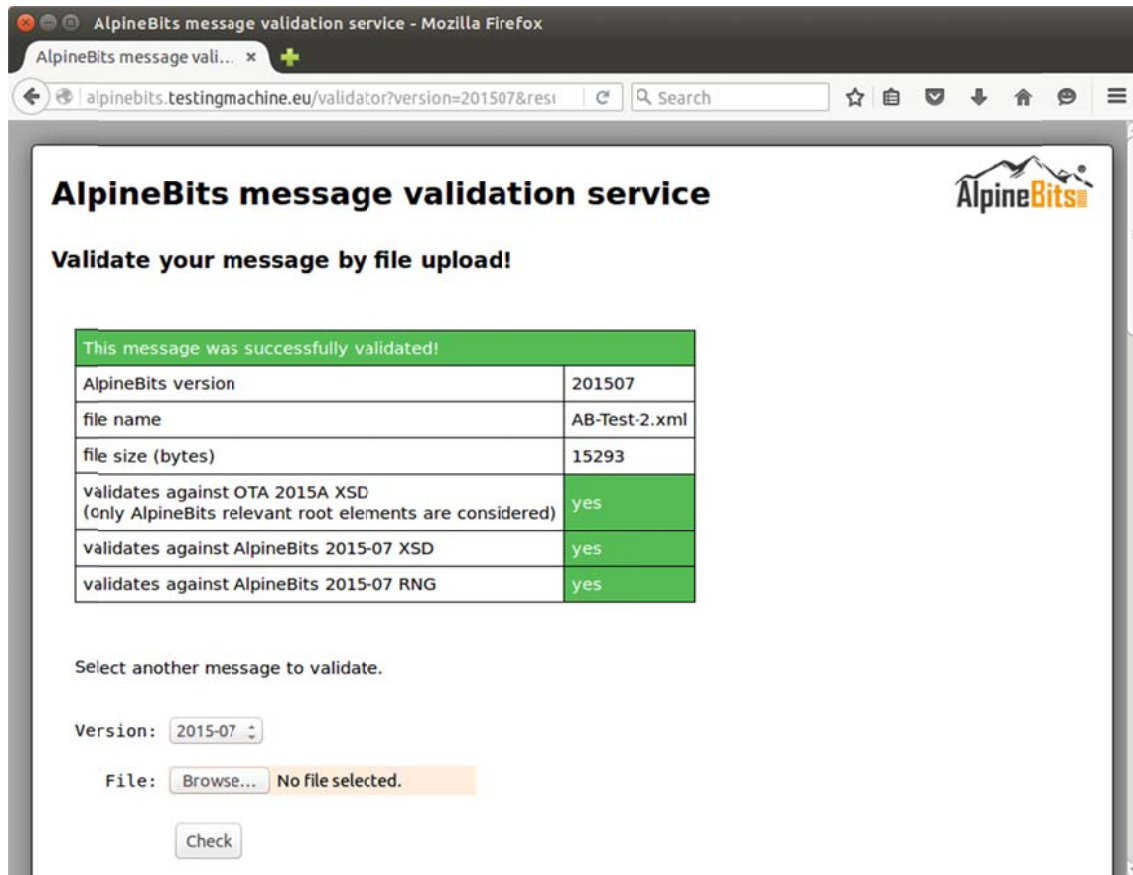 AlpineBits message validation service - Mozilla Firefox
AlpineBits message vali... ×
alpinebits.testingmachine.eu/validator?version=201507&resu
Search
AlpineBits message validation service
AlpineBits
Validate your message by file upload!
This message was successfully validated!
AlpineBits version 201507
file name AB-Test-2.xml
file size (bytes) 15293
validates against OTA 2015A XSD
(only AlpineBits relevant root elements are considered) yes
validates against AlpineBits 2015-07 XSD yes
validates against AlpineBits 2015-07 RNG yes
Select another message to validate.
Version: 2015-07
File: Browse... No file selected.
Check